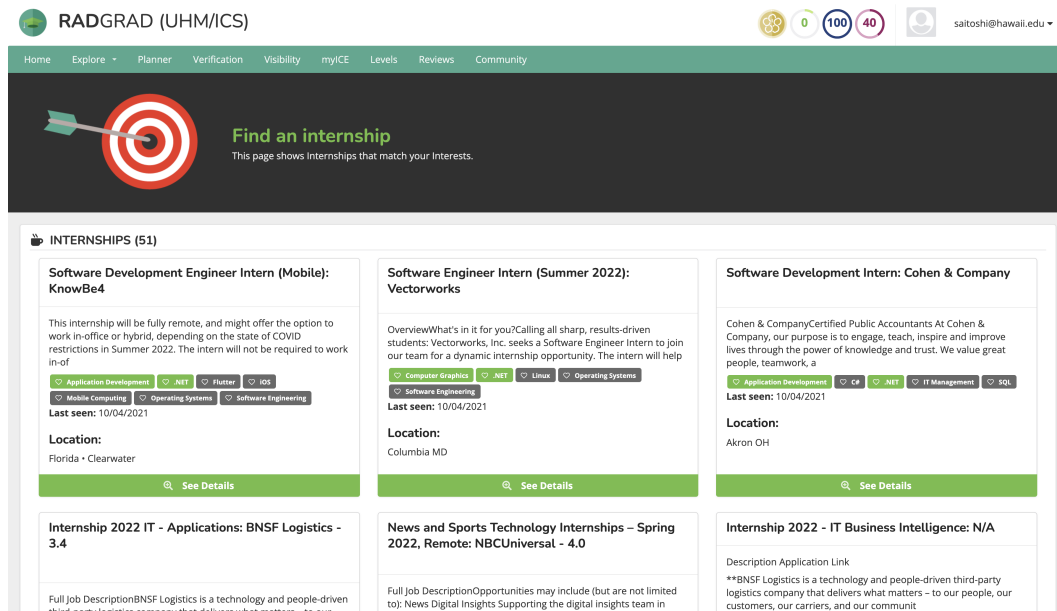 RADGRAD (UHM/ICS)
0 100 40
saitoshi@hawaii.edu
Home Explore Planner Verification Visibility myICE Levels Reviews Community
Find an internship
This page shows Internships that match your Interests.
INTERNSHIPS (51)
Software Development Engineer Intern (Mobile):
KnowBe4
This internship will be fully remote, and might offer the option to
work in-office or hybrid, depending on the state of COVID
restrictions in Summer 2022. The intern will not be required to work
in-of
Application Development .NET Flutter iOS
Mobile Computing Operating Systems Software Engineering
Last seen: 10/04/2021
Location:
Florida • Clearwater
See Details
Software Engineer Intern (Summer 2022):
Vectorworks
OverviewWhat's in it for you?Calling all sharp, results-driven
students: Vectorworks, Inc. seeks a Software Engineer Intern to join
our team for a dynamic internship opportunity. The intern will help
Computer Graphics .NET Linux Operating Systems
Software Engineering
Last seen: 10/04/2021
Location:
Columbia MD
See Details
Software Development Intern: Cohen & Company
Cohen & CompanyCertified Public Accountants At Cohen &
Company, our purpose is to engage, teach, inspire and improve
lives through the power of knowledge and trust. We value great
people, teamwork, a
Application Development C# .NET IT Management SQL
Last seen: 10/04/2021
Location:
Akron OH
See Details
Internship 2022 IT - Applications: BNSF Logistics -
3.4
Full Job DescriptionBNSF Logistics is a technology and people-driven
third-party logistics company that delivers what matters – to our
News and Sports Technology Internships – Spring
2022, Remote: NBCUniversal - 4.0
Full Job DescriptionOpportunities may include (but are not limited
to): News Digital Insights Supporting the digital insights team in
Internship 2022 - IT Business Intelligence: N/A
Description Application Link
**BNSF Logistics is a technology and people-driven third-party
logistics company that delivers what matters – to our people, our
customers, our carriers, and our communit